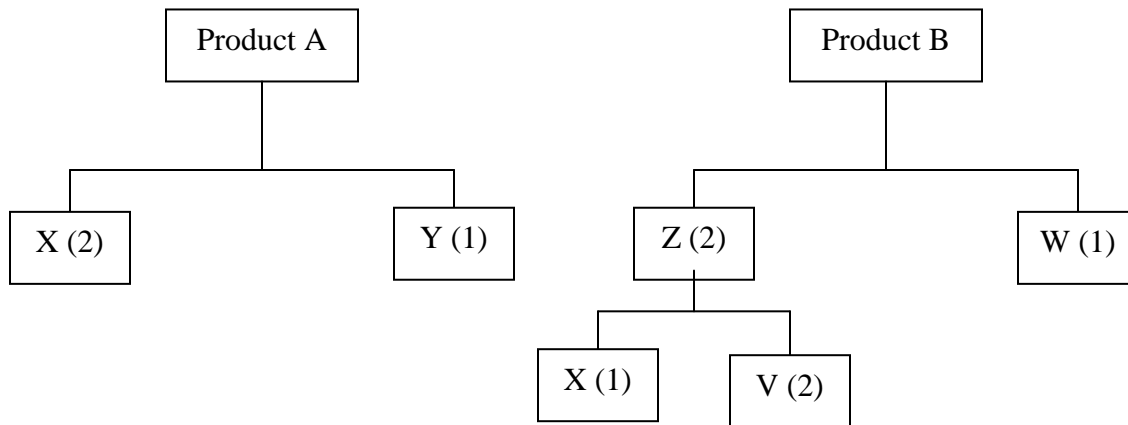 Product A
Product B
X (2)
Y (1)
Z (2)
W (1)
X (1)
V (2)